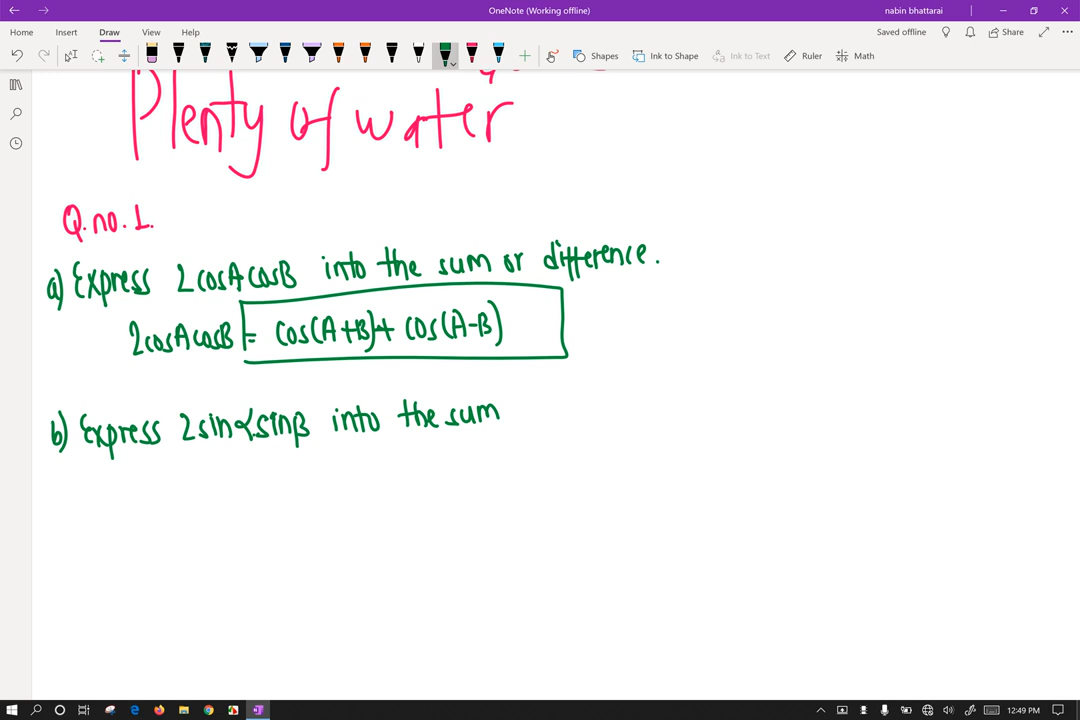 OneNote (Working offline)
nabin bhattarai
Home Insert Draw View Help
Saved offline
Share
Shapes
Ink to Shape
Ink to Text
Ruler
Math
Plenty of water
Q.no.1.
a) Express 2cosAcosB into the sum or difference.
2cosAcosB = cos(A+B)+ cos(A-B)
b) Express 2sinαsinβ into the sum
12:49 PM